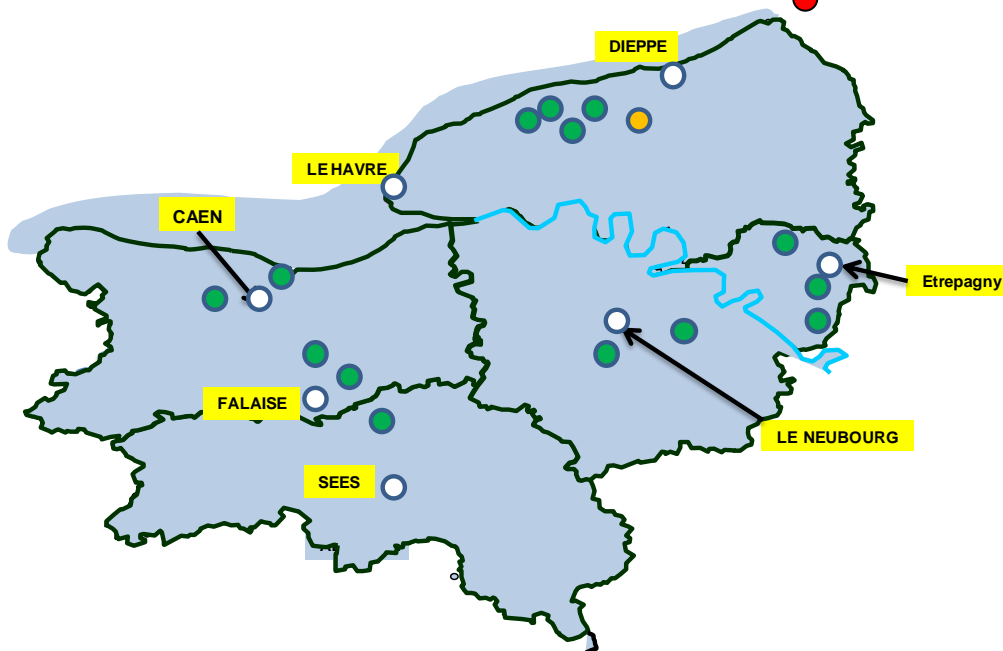 DIEPPE
LE HAVRE
CAEN
Etrepagny
FALAISE
LE NEUBOURG
SEES